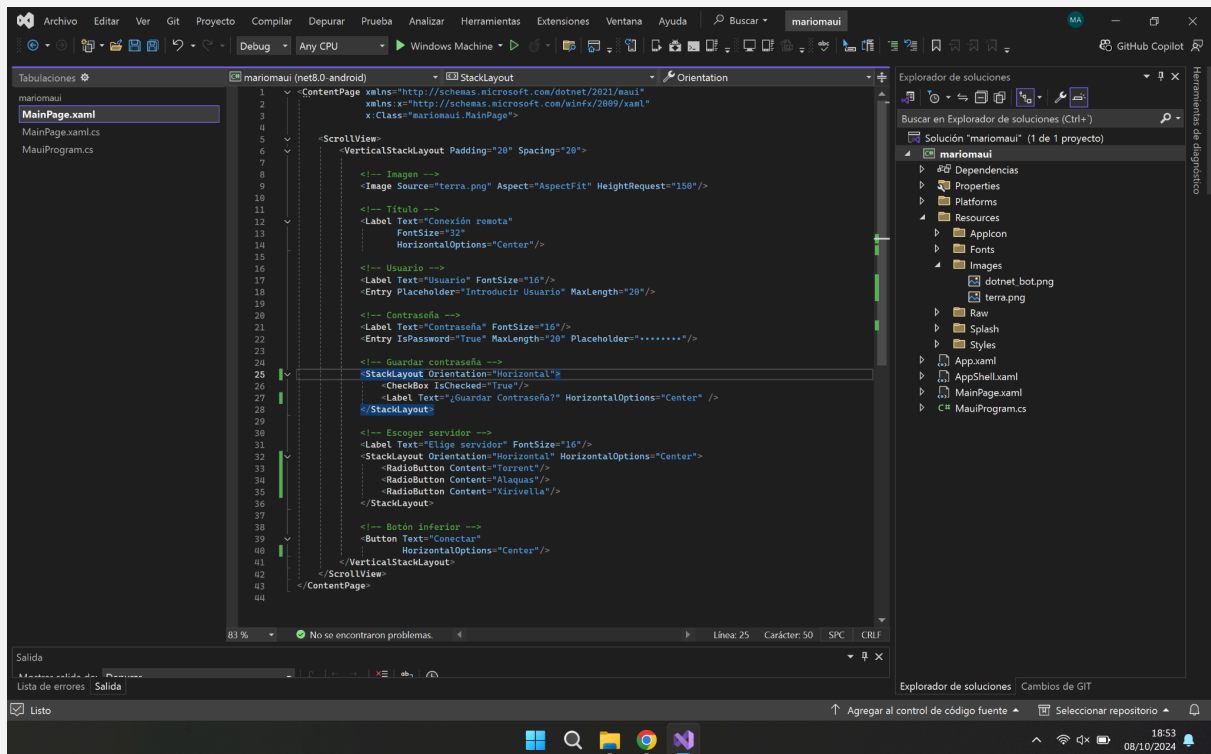 Archivo Editar Ver Git Proyecto Compilar Depurar Prueba Analizar Herramientas Extensiones Ventana Ayuda Buscar mariomaui MA
Debug Any CPU Windows Machine GitHub Copilot
Tabulaciones
mariomaui
MainPage.xaml
MainPage.xaml.cs
MauiProgram.cs
mariomaui (net8.0-android) StackLayout Orientation
1 <ContentPage xmlns="http://schemas.microsoft.com/dotnet/2021/maui"
2 xmlns:x="http://schemas.microsoft.com/winfx/2009/xaml"
3 x:Class="mariomaui.MainPage">
4
5 <ScrollView>
6 <VerticalStackLayout Padding="20" Spacing="20">
7
8 <!-- Imagen -->
9 <Image Source="terra.png" Aspect="AspectFit" HeightRequest="150"/>
10
11 <!-- Título -->
12 <Label Text="Conexión remota"
13 FontSize="32"
14 HorizontalOptions="Center"/>
15
16 <!-- Usuario -->
17 <Label Text="Usuario" FontSize="16"/>
18 <Entry Placeholder="Introducir Usuario" MaxLength="20"/>
19
20 <!-- Contraseña -->
21 <Label Text="Contraseña" FontSize="16"/>
22 <Entry IsPassword="True" MaxLength="20" Placeholder="••••••••"/>
23
24 <!-- Guardar contraseña -->
25 <StackLayout Orientation="Horizontal">
26 <CheckBox IsChecked="True"/>
27 <Label Text="¿Guardar Contraseña?" HorizontalOptions="Center" />
28 </StackLayout>
29
30 <!-- Escoger servidor -->
31 <Label Text="Elige servidor" FontSize="16"/>
32 <StackLayout Orientation="Horizontal" HorizontalOptions="Center">
33 <RadioButton Content="Torrent"/>
34 <RadioButton Content="Alaquas"/>
35 <RadioButton Content="Xirivella"/>
36 </StackLayout>
37
38 <!-- Botón inferior -->
39 <Button Text="Conectar"
40 HorizontalOptions="Center"/>
41 </VerticalStackLayout>
42 </ScrollView>
43 </ContentPage>
44
83 % No se encontraron problemas. Línea: 25 Carácter: 50 SPC CRLF
Explorador de soluciones
Buscar en Explorador de soluciones (Ctrl+`)
Solución "mariomaui" (1 de 1 proyecto)
mariomaui
Dependencias
Properties
Platforms
Resources
AppIcon
Fonts
Images
dotnet_bot.png
terra.png
Raw
Splash
Styles
App.xaml
AppShell.xaml
MainPage.xaml
C# MauiProgram.cs
Explorador de soluciones Cambios de GIT
Herramientas de diagnóstico
Salida
Mostrar salida de: Depurar
Lista de errores Salida
Listo Agregar al control de código fuente Seleccionar repositorio
18:53
08/10/2024